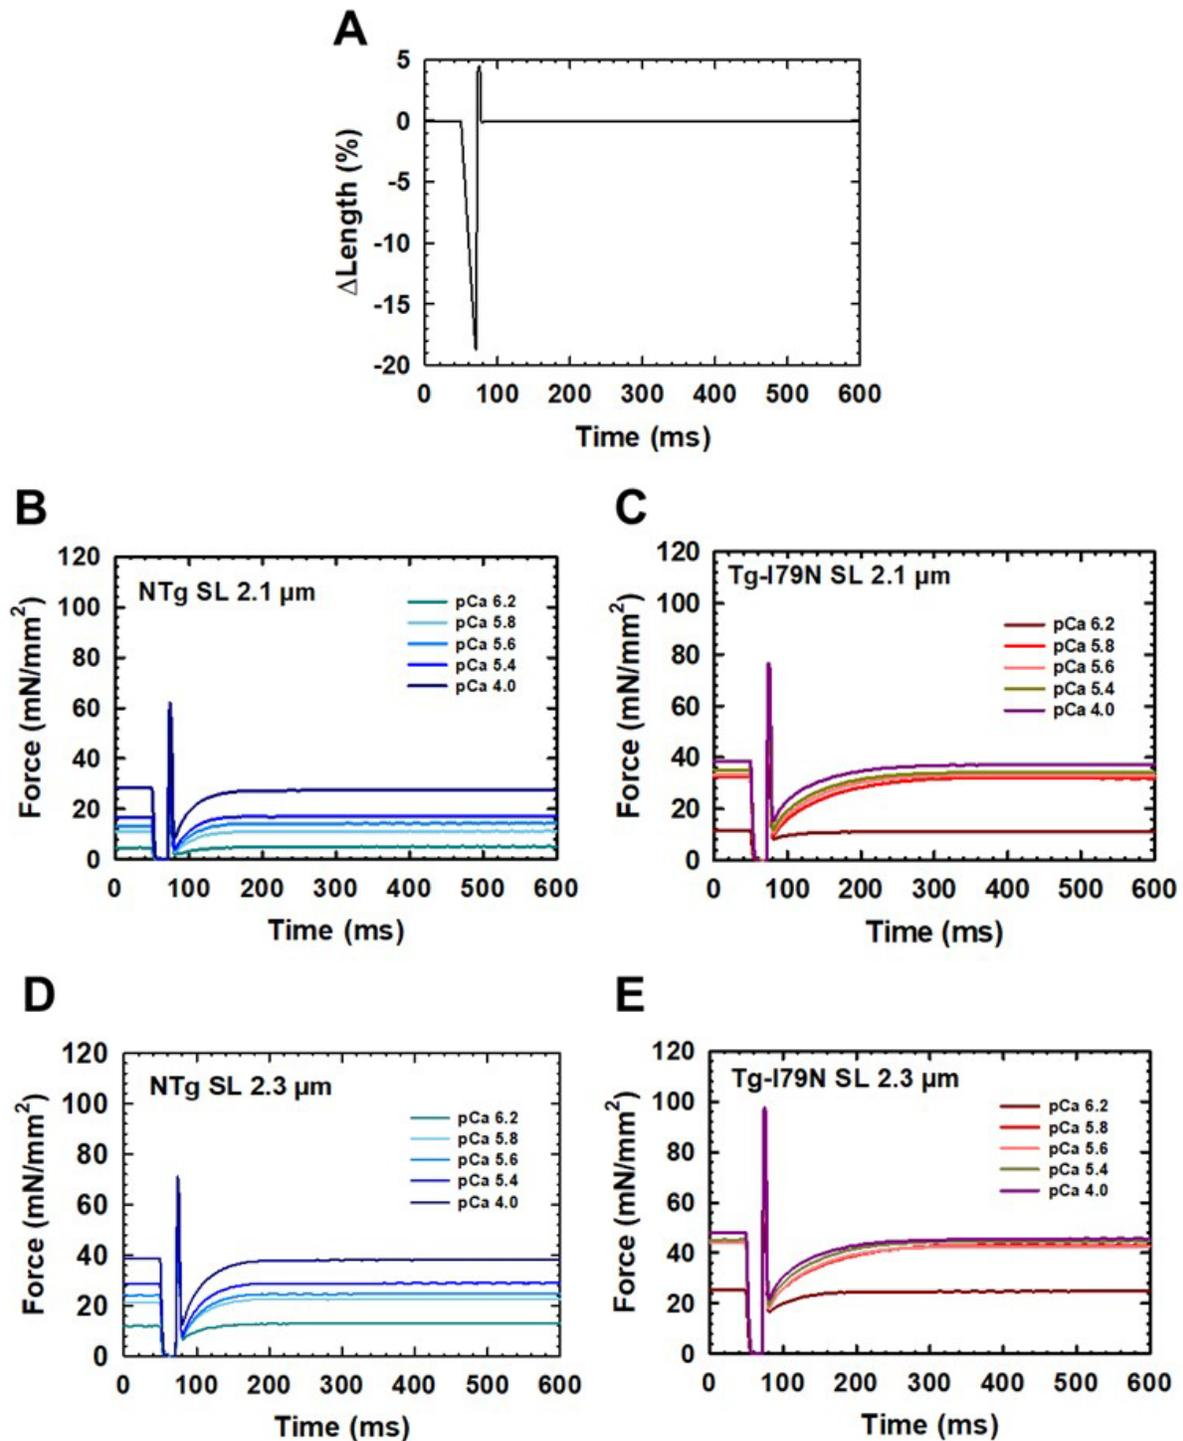 A
5
0
-5
-10
-15
-20
ΔLength (%)
0 100 200 300 400 500 600
Time (ms)
B
120
100
80
60
40
20
0
Force (mN/mm²)
NTg SL 2.1 µm
pCa 6.2
pCa 5.8
pCa 5.6
pCa 5.4
pCa 4.0
0 100 200 300 400 500 600
Time (ms)
C
120
100
80
60
40
20
0
Force (mN/mm²)
Tg-I79N SL 2.1 µm
pCa 6.2
pCa 5.8
pCa 5.6
pCa 5.4
pCa 4.0
0 100 200 300 400 500 600
Time (ms)
D
120
100
80
60
40
20
0
Force (mN/mm²)
NTg SL 2.3 µm
pCa 6.2
pCa 5.8
pCa 5.6
pCa 5.4
pCa 4.0
0 100 200 300 400 500 600
Time (ms)
E
120
100
80
60
40
20
0
Force (mN/mm²)
Tg-I79N SL 2.3 µm
pCa 6.2
pCa 5.8
pCa 5.6
pCa 5.4
pCa 4.0
0 100 200 300 400 500 600
Time (ms)